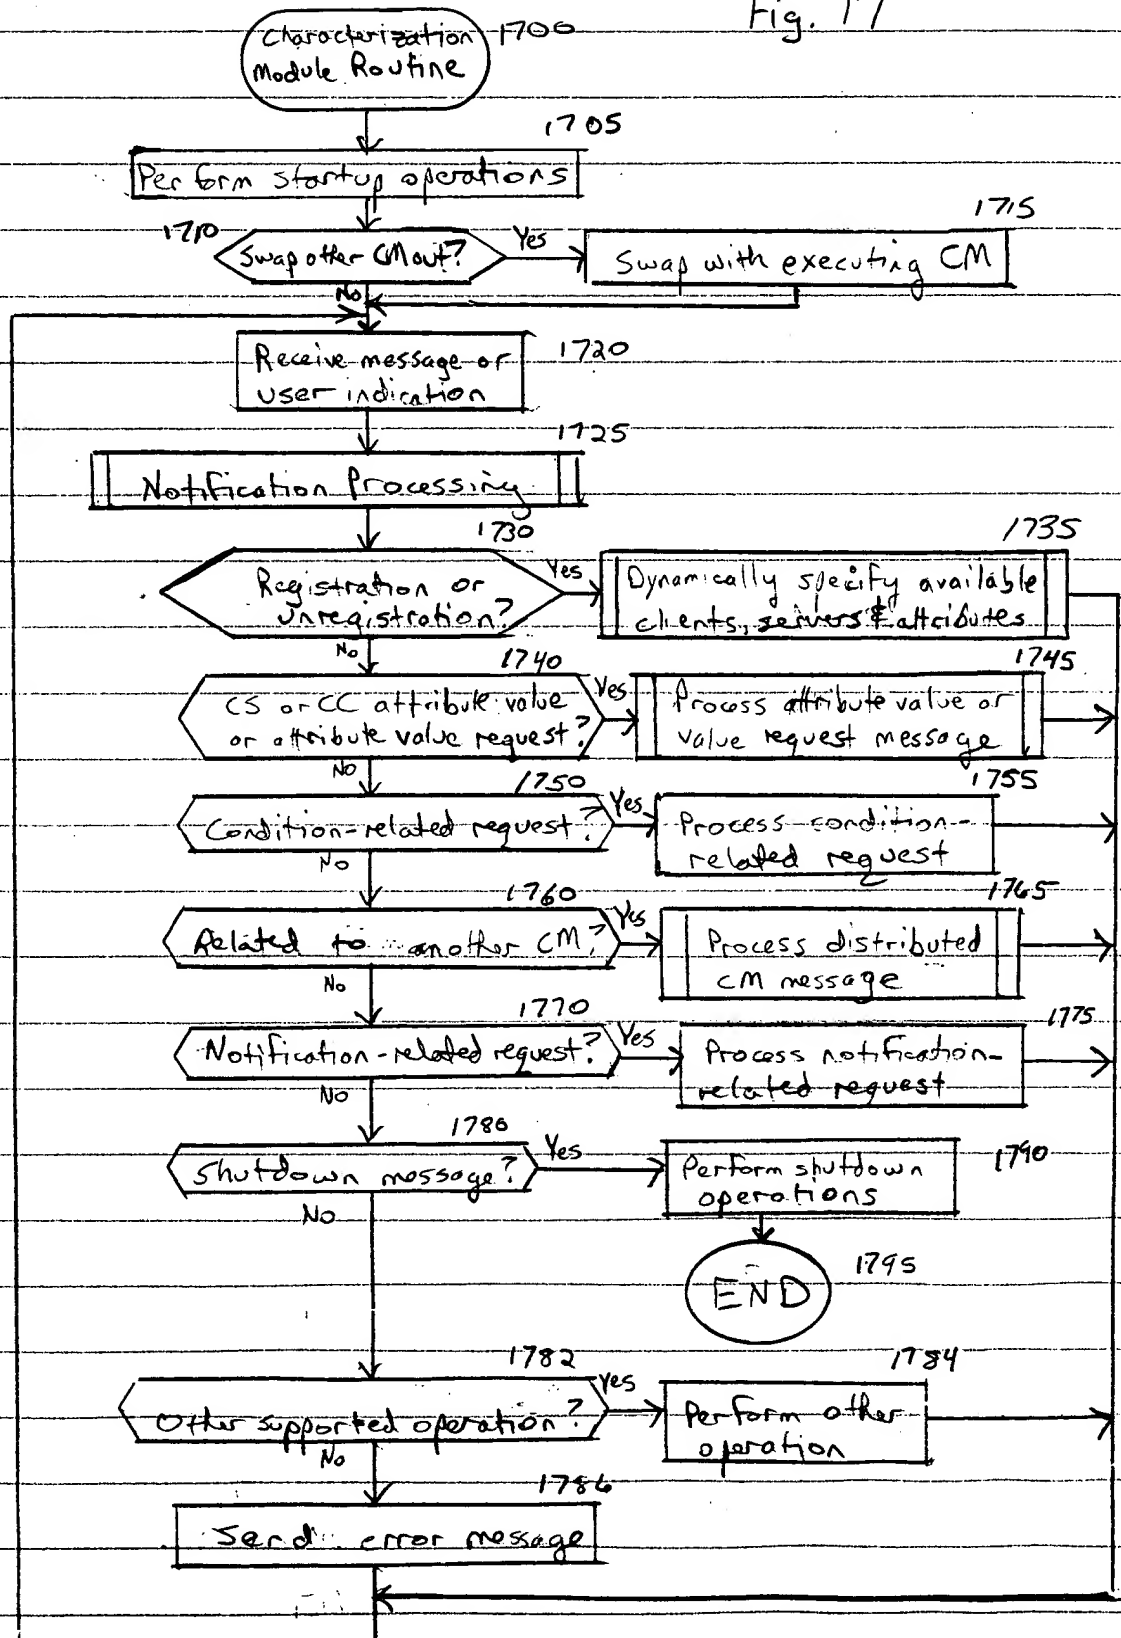 Fig. 17
Characterization 1700
Module Routine
1705
Perform startup operations
1710
Swap other CM out?
Yes
1715
Swap with executing CM
No
Receive message or 1720
user indication
1725
Notification Processing
1730
Registration or
Unregistration?
Yes
1735
Dynamically specify available
clients, servers & attributes
No
1740
CS or CC attribute value
or attribute value request?
Yes
1745
Process attribute value or
value request message
No
1750
Condition-related request?
Yes
1755
Process condition-
related request
No
1760
Related to another CM?
Yes
1765
Process distributed
CM message
No
1770
Notification-related request?
Yes
1775
Process notification-
related request
No
1780
Shutdown message?
Yes
1790
Perform shutdown
operations
No
END
1795
1782
Other supported operation?
Yes
1784
Perform other
operation
No
1786
Send error message